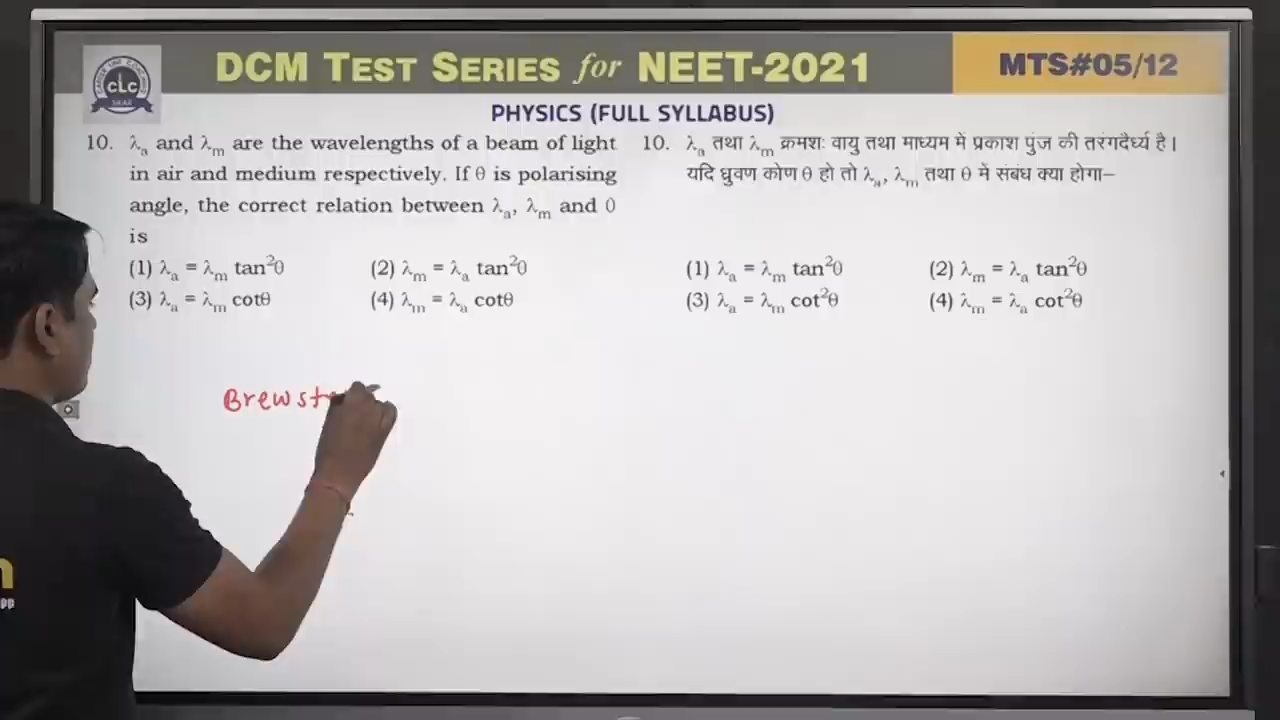 DCM TEST SERIES for NEET-2021
MTS#05/12
CLC
SIKAR
PHYSICS (FULL SYLLABUS)
10. λa and λm are the wavelengths of a beam of light
in air and medium respectively. If θ is polarising
angle, the correct relation between λa, λm and θ
is
(1) λa = λm tan²θ (2) λm = λa tan²θ
(3) λa = λm cotθ (4) λm = λa cotθ
10. λa तथा λm क्रमशः वायु तथा माध्यम में प्रकाश पुंज की तरंगदैर्ध्य है।
यदि ध्रुवण कोण θ हो तो λa, λm तथा θ में संबंध क्या होगा–
(1) λa = λm tan²θ (2) λm = λa tan²θ
(3) λa = λm cot²θ (4) λm = λa cot²θ
Brewst